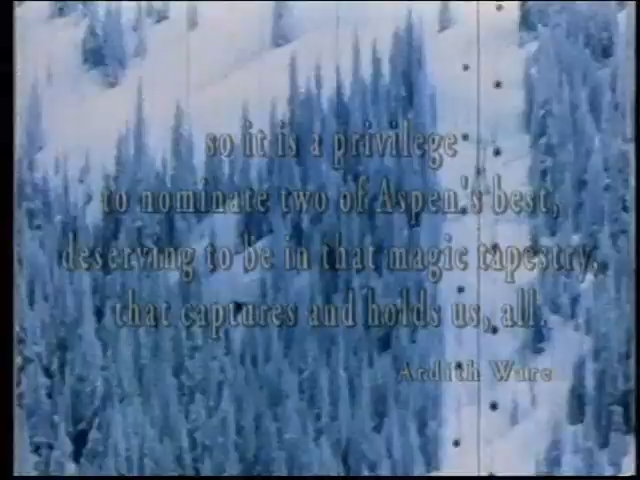 so it is a privilege
to nominate two of Aspen's best,
deserving to be in that magic tapestry,
that captures and holds us, all.
Ardith Ware